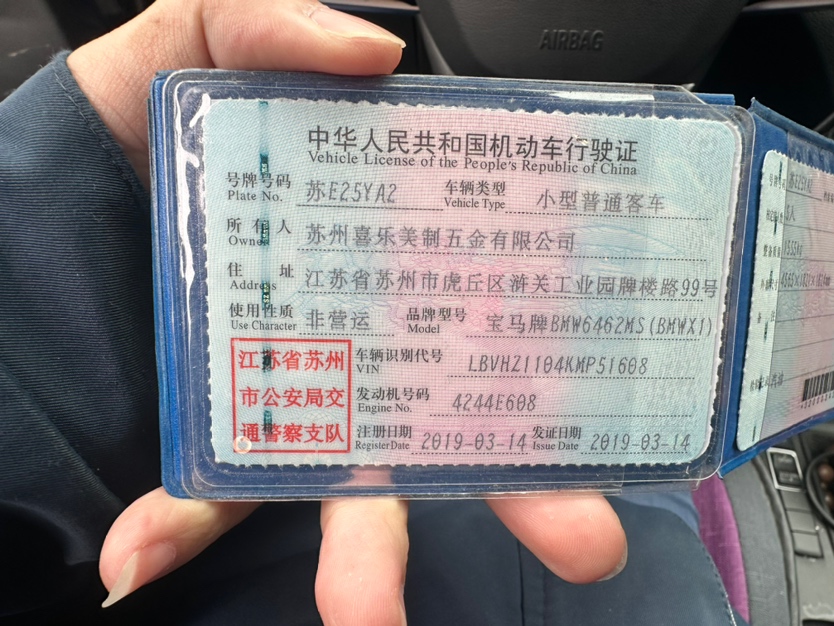 AIRBAG
中华人民共和国机动车行驶证
Vehicle License of the People's Republic of China
号牌号码 苏E25YA2 车辆类型 小型普通客车
Plate No. Vehicle Type
所有人 苏州喜乐美制五金有限公司
Owner
住址 江苏省苏州市虎丘区浒关工业园牌楼路99号
Address
使用性质 非营运 品牌型号 宝马牌BMW6462MS(BMWX1)
Use Character Model
江苏省苏州
市公安局交
通警察支队
车辆识别代号 LBVHZ1104KMP51608
VIN
发动机号码 4244E608
Engine No.
注册日期 2019-03-14 发证日期 2019-03-14
Register Date Issue Date